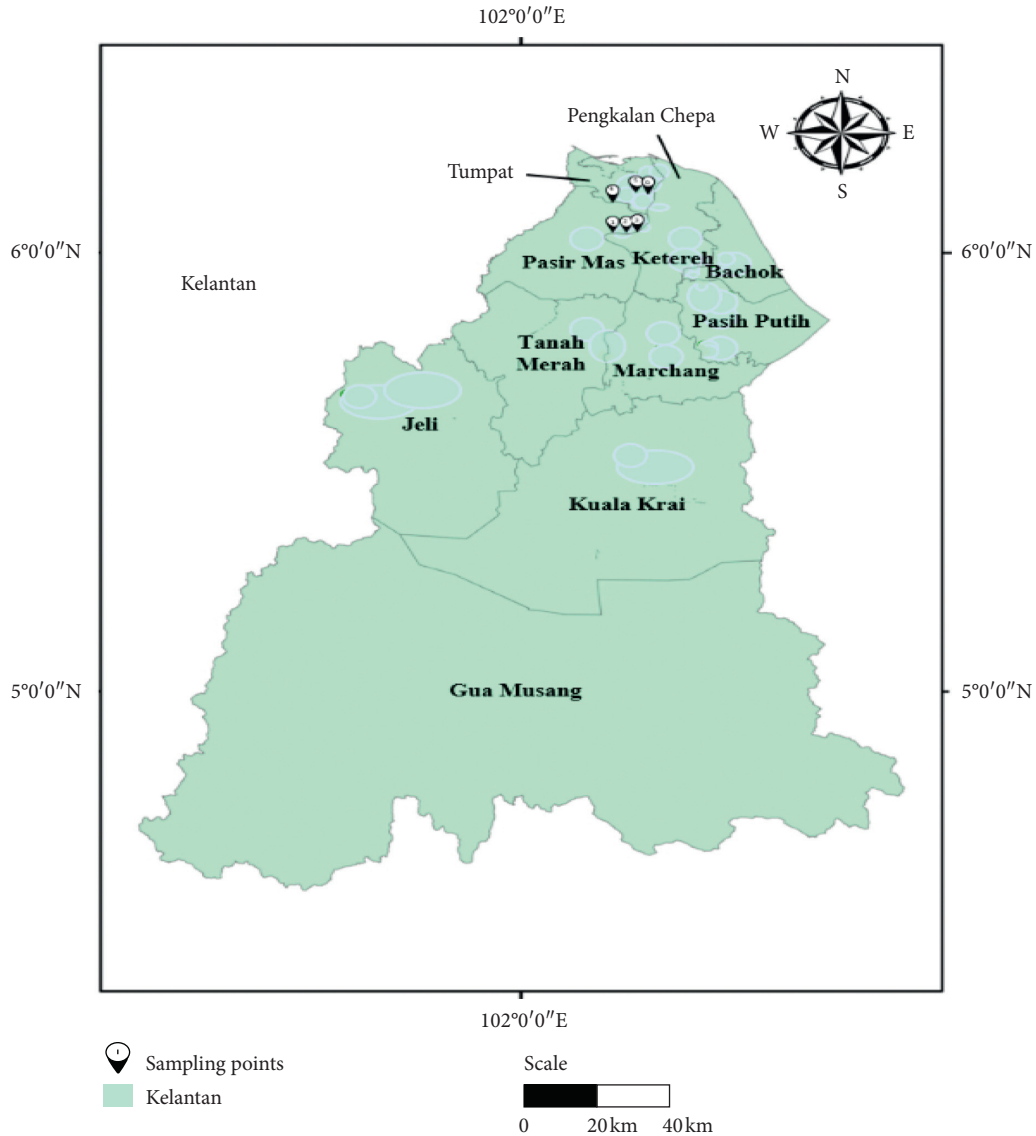 102°0′0″E
N
W
E
S
Pengkalan Chepa
Tumpat
6°0′0″N
6°0′0″N
Kelantan
Pasir Mas
Ketereh
Bachok
Pasih Putih
Tanah
Merah
Marchang
Jeli
Kuala Krai
Gua Musang
5°0′0″N
5°0′0″N
102°0′0″E
1
Sampling points
Kelantan
Scale
0
20 km
40 km